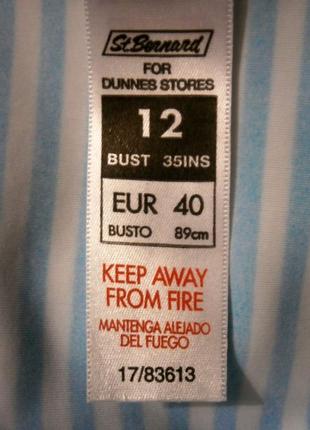 St.Bernard
FOR
DUNNES STORES
12
BUST 35INS
EUR 40
BUSTO 89cm
KEEP AWAY
FROM FIRE
MANTENGA ALEJADO
DEL FUEGO
17/83613